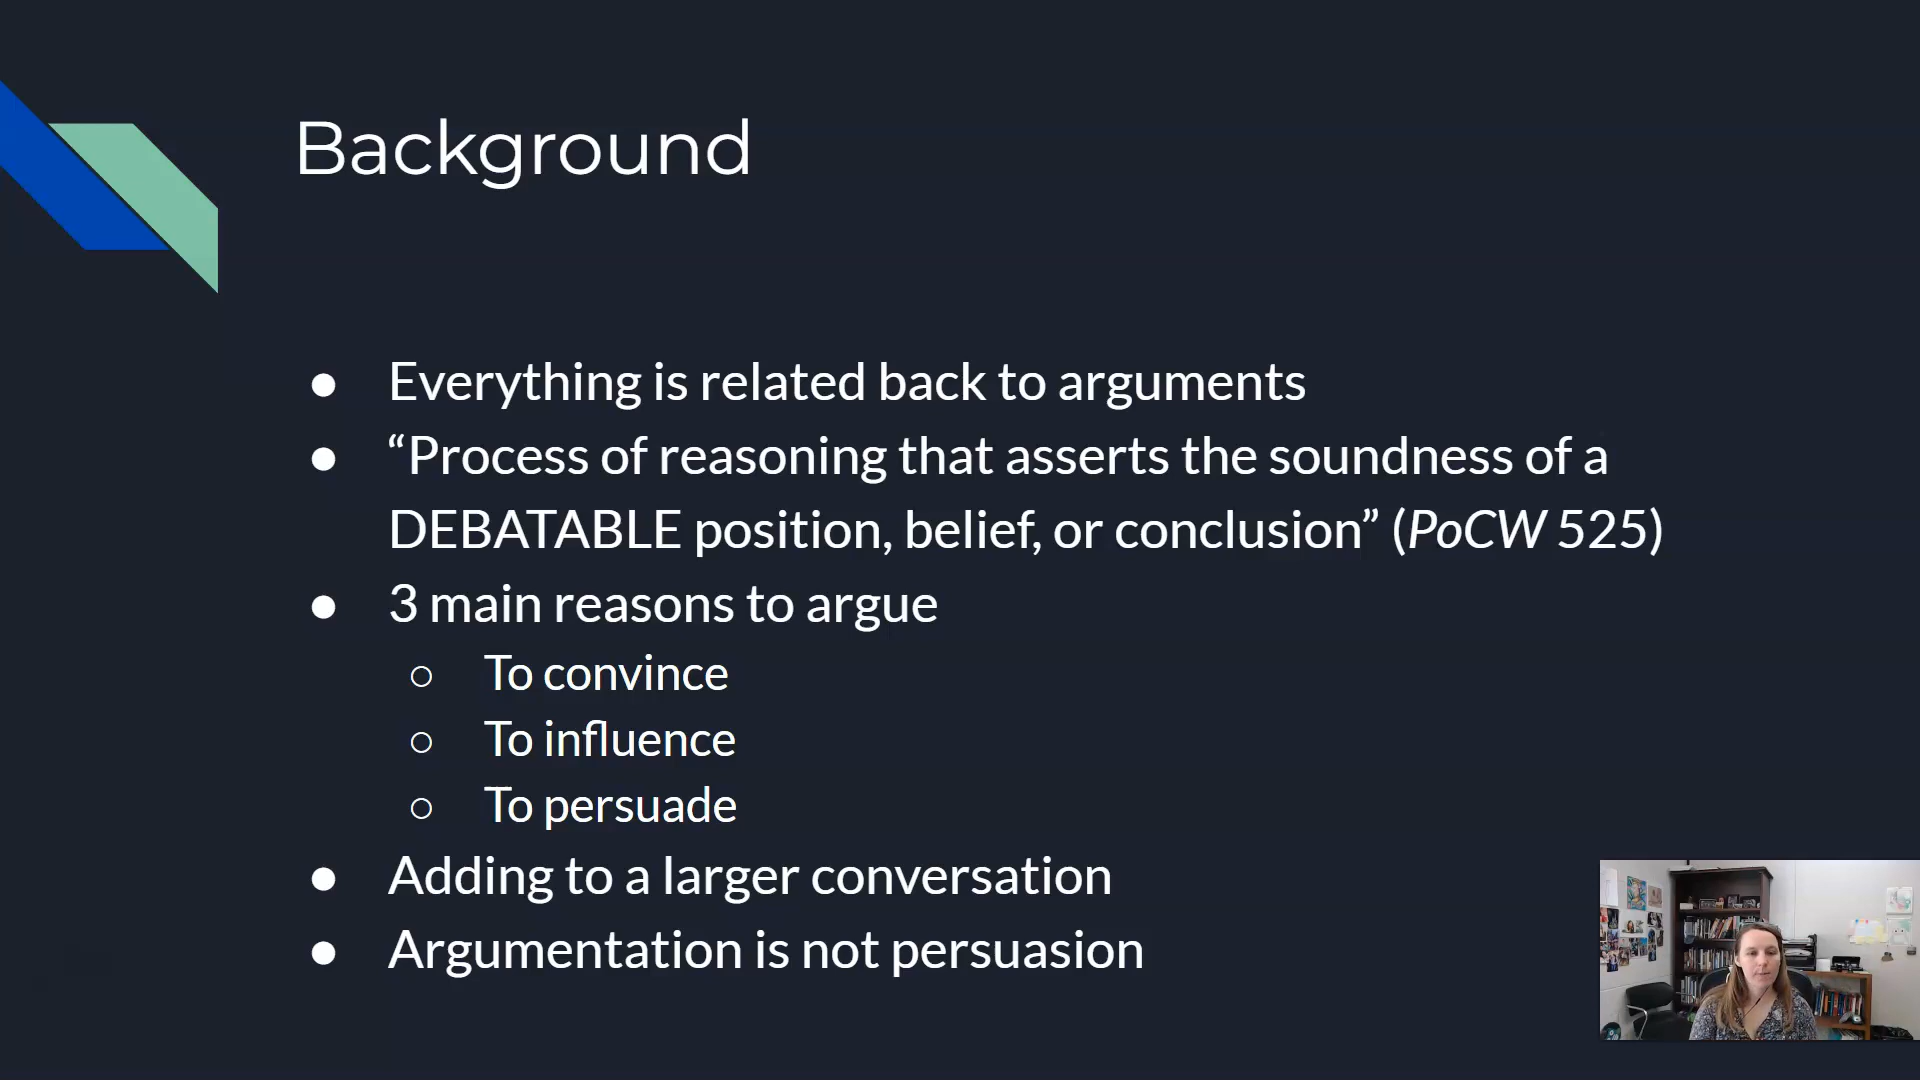 Background
● Everything is related back to arguments
● “Process of reasoning that asserts the soundness of a
DEBATABLE position, belief, or conclusion” (PoCW 525)
● 3 main reasons to argue
○ To convince
○ To influence
○ To persuade
● Adding to a larger conversation
● Argumentation is not persuasion